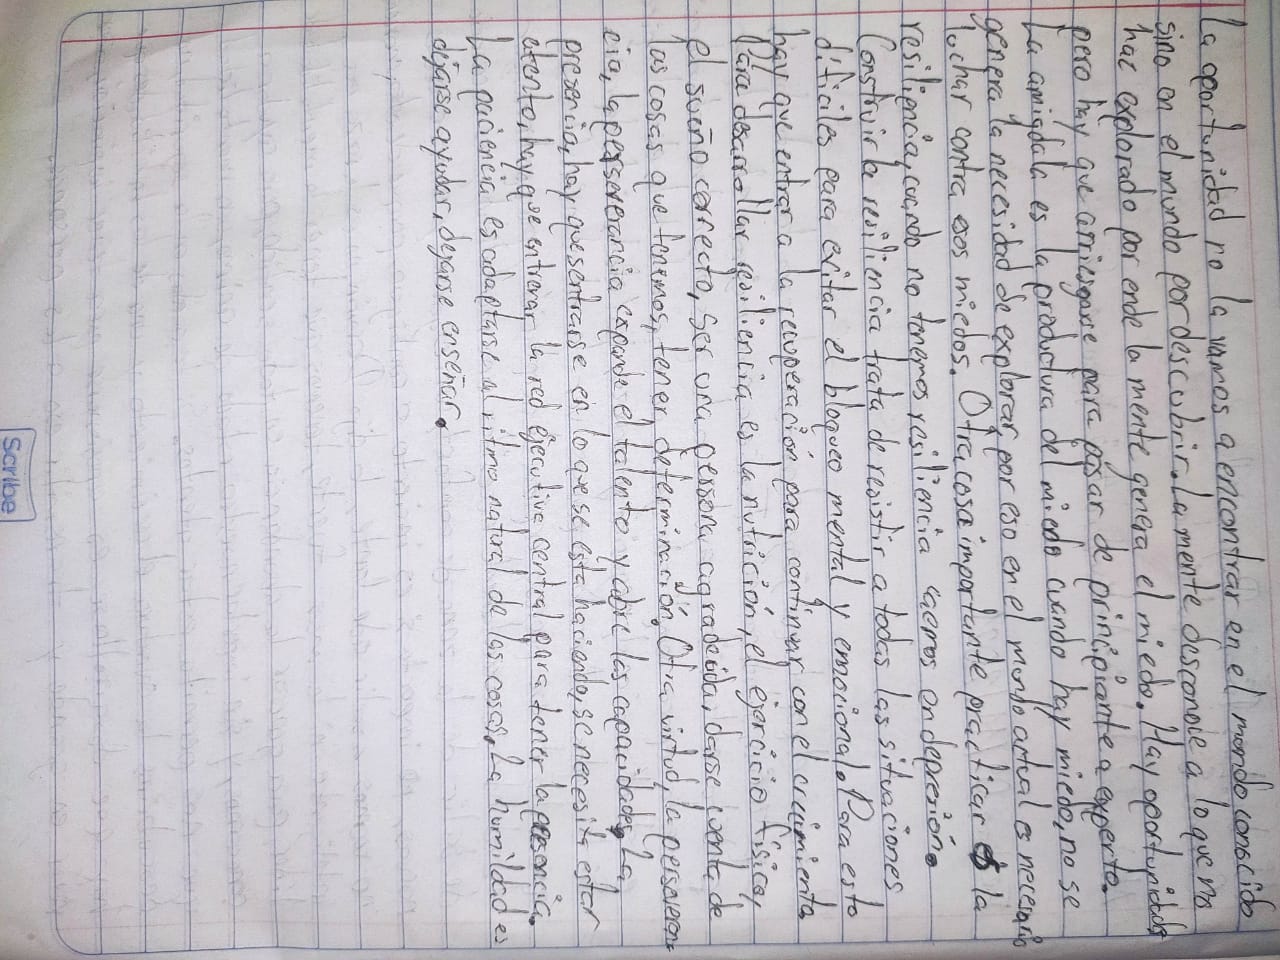 La oportunidad no la vamos a encontrar en el mundo conocido
sino en el mundo por descubrir. La mente desconoce a lo que no
hac explorado por ende la mente genera el miedo. Hay oportunidades
pero hay que arriesgarse para pasar de principiante a experto.
La amigdala es la productura del miedo cuando hay miedo, no se
genera la necesidad de explorar, por eso en el mundo actual es necesario
luchar contra esos miedos. Otra cosa importante practicar la
resiliencia, cuando no tenemos resiliencia caemos en depresión.
Construir la resiliencia trata de resistir a todas las situaciones
dificiles para evitar el bloqueo mental y emocional. Para esto
hay que entrar a la recuperación para continuar con el crecimiento.
Para desarrollar resiliencia es la nutrición, el ejercicio físico,
el sueño correcto, ser una persona agradecida, darse cuenta de
las cosas que tenemos, tener determinación. Otra virtud, la perseveran-
cia, la perseverancia expande el talento y abre las capacidades. La
presencia, hay que sentrarse en lo que se esta haciendo, se necesita estar
atento, hay que entrenar la red ejecutiva central para tener la presencia.
La paciencia es adaptarse al ritmo natural de las cosas. La humildad es
dejarse ayudar, dejarse enseñar.
Scribe